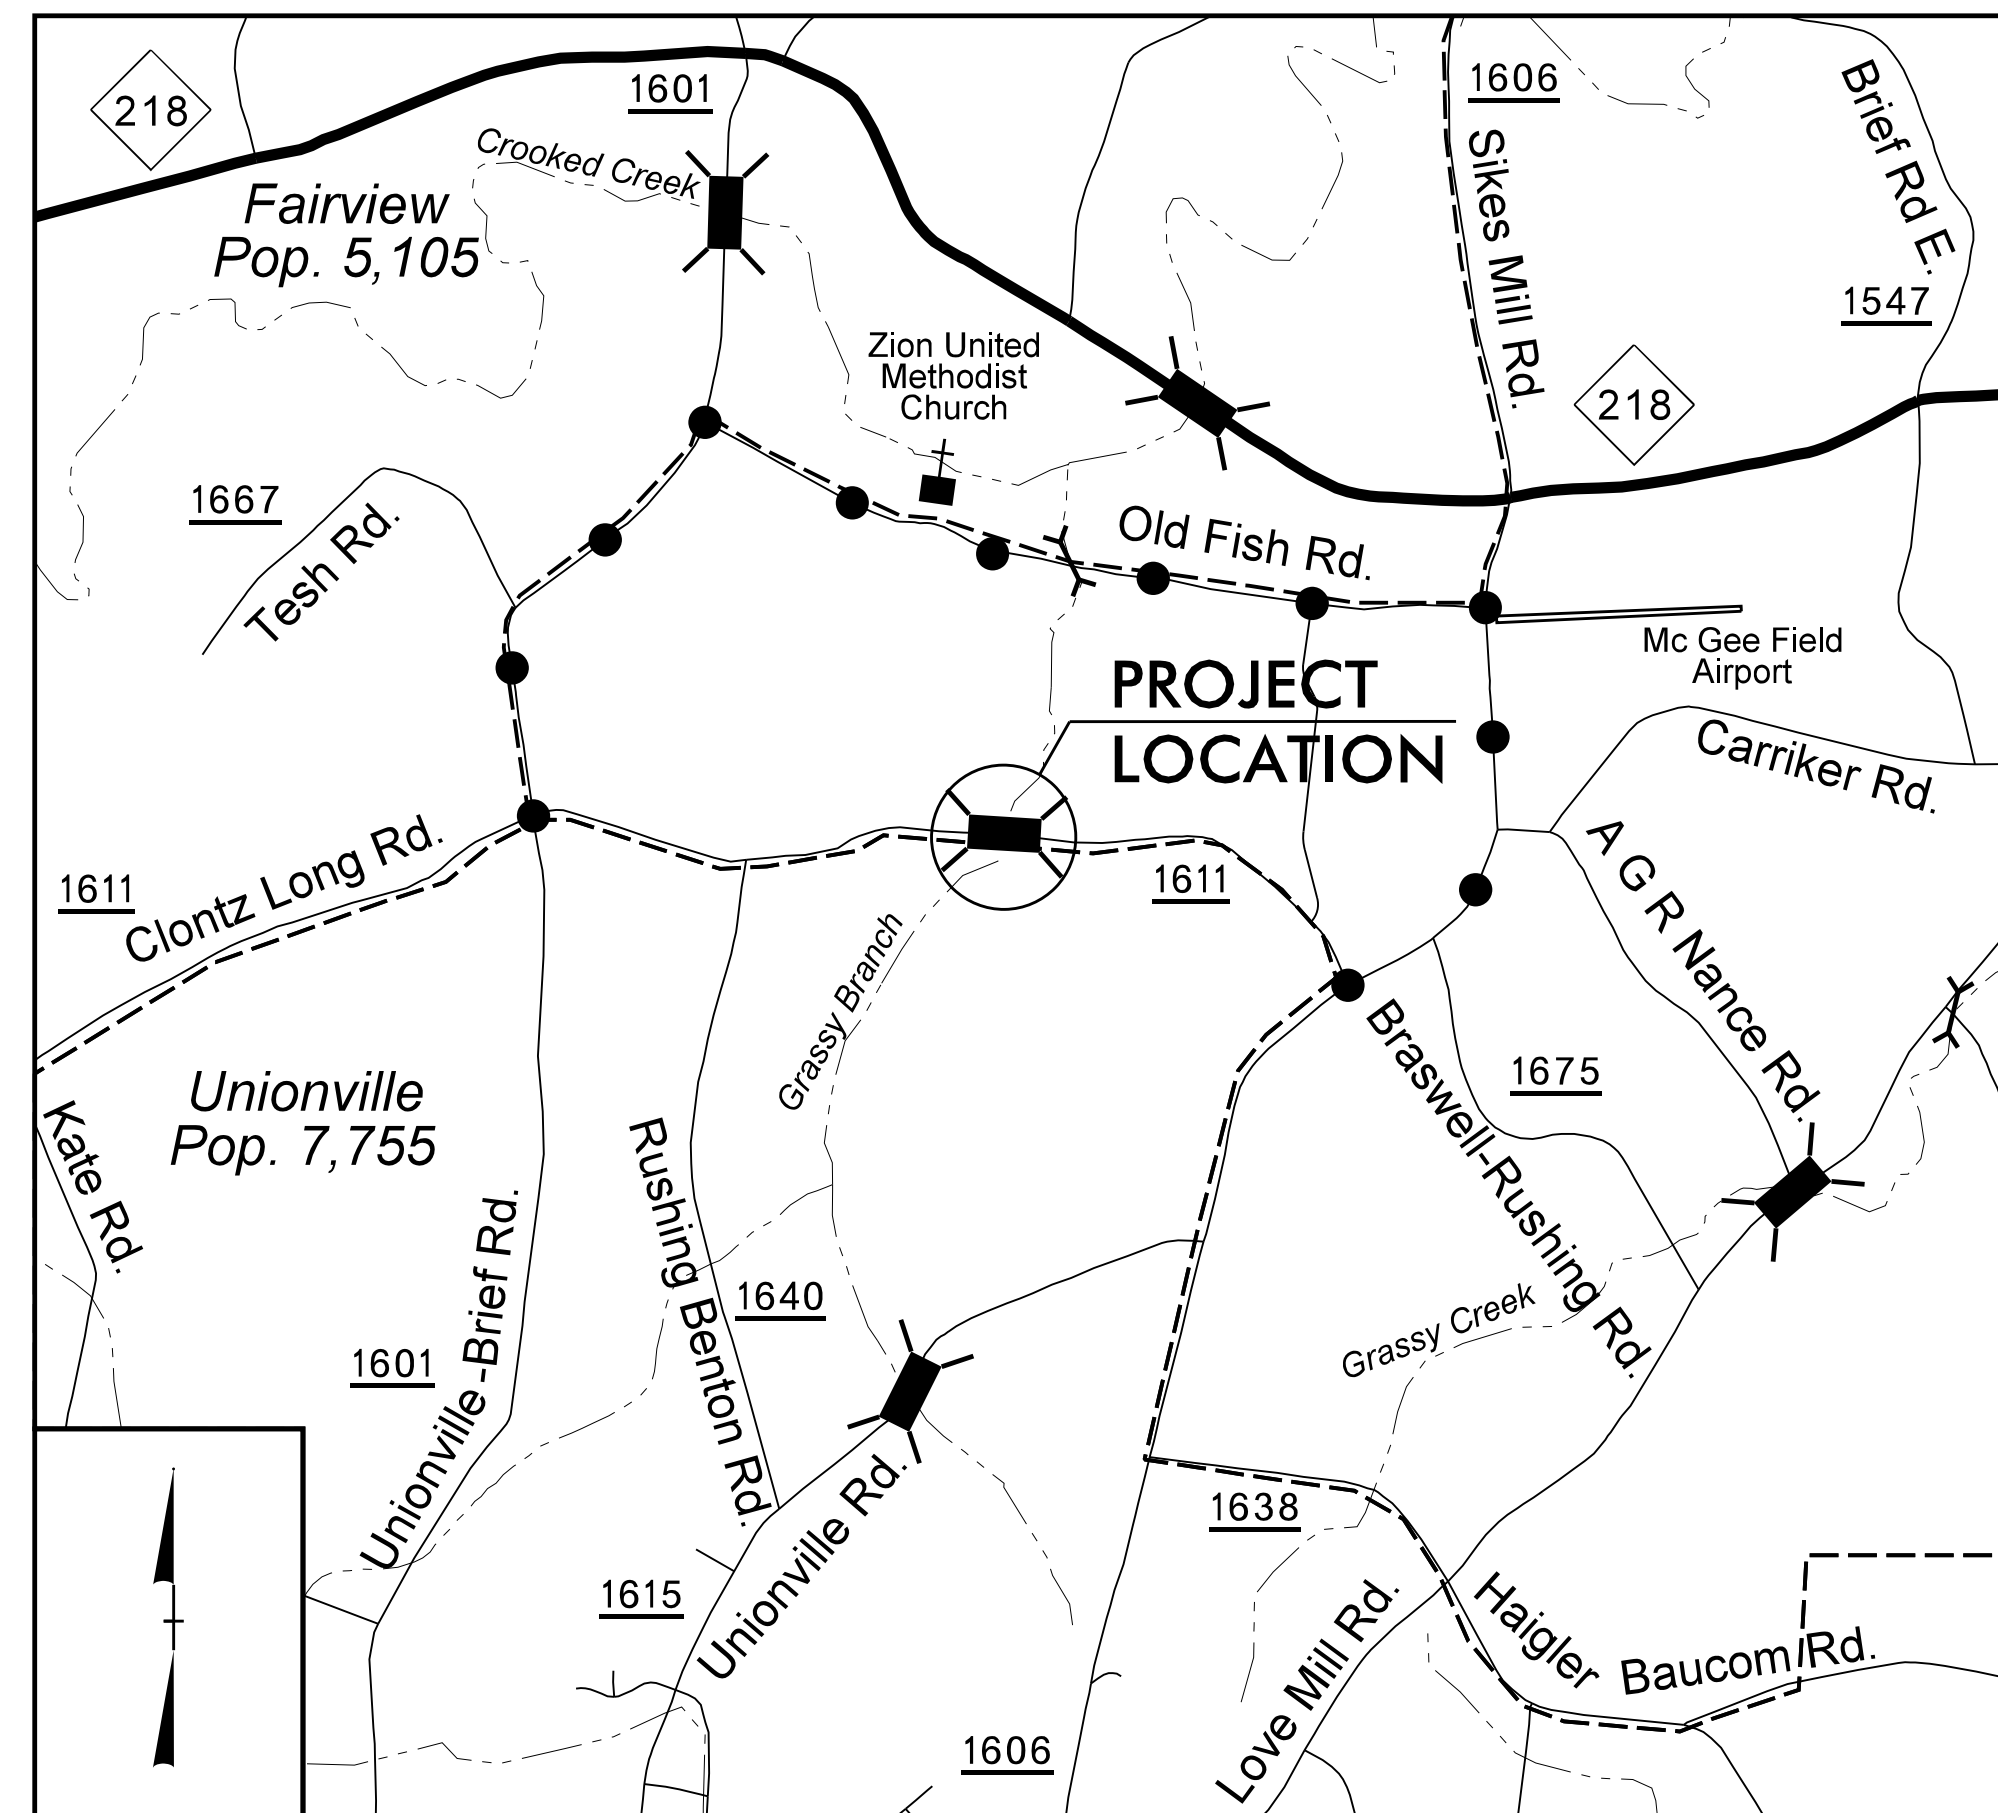 218
1601
1606
Brief Rd E.
Crooked Creek
Fairview
Pop. 5,105
Sikes Mill Rd.
1547
Zion United
Methodist
Church
218
1667
Tesh Rd.
Old Fish Rd.
Mc Gee Field
Airport
PROJECT
LOCATION
Carriker Rd.
Clontz Long Rd.
1611
1611
A G R Nance Rd.
Grassy Branch
Unionville
Pop. 7,755
Kate Rd.
Braswell-Rushing Rd.
1675
Rushing Benton Rd.
Unionville-Brief Rd.
1640
Grassy Creek
1601
Unionville Rd.
1638
1615
Love Mill Rd.
Haigler
Baucom Rd.
1606